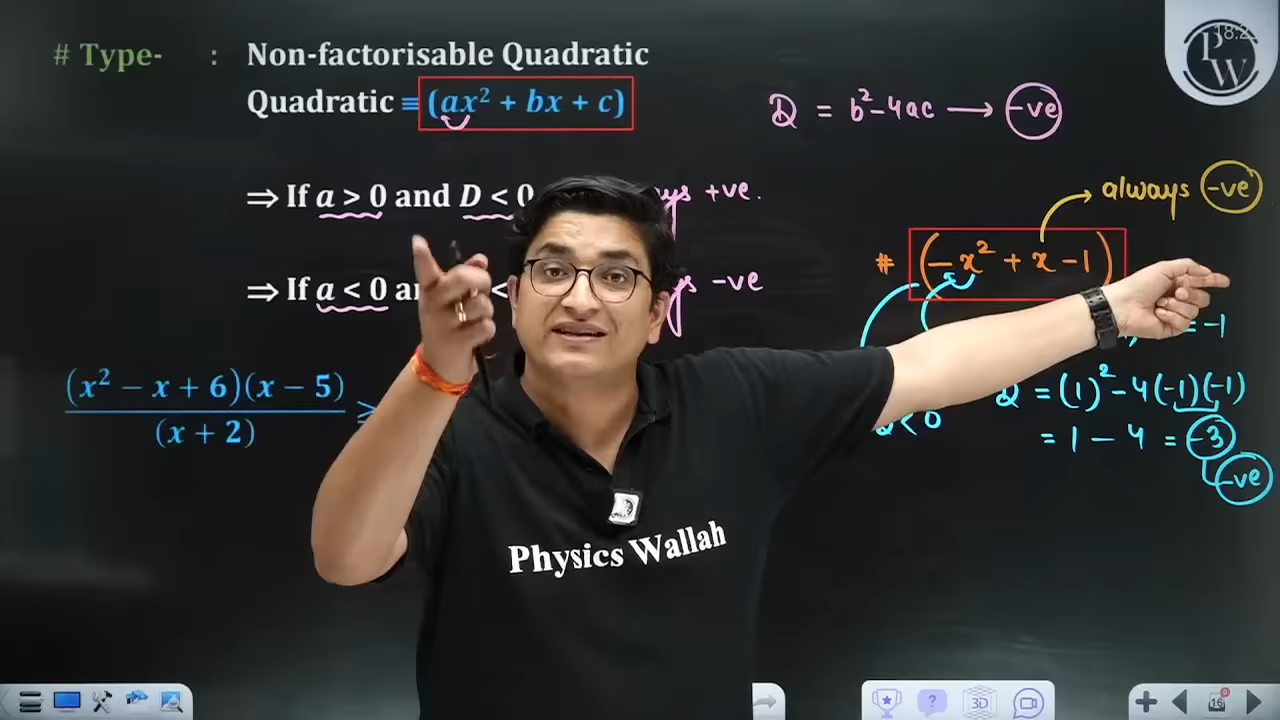 # Type- : Non-factorisable Quadratic
Quadratic ≡ (ax² + bx + c)
D = b²-4ac → -ve
⇒ If a > 0 and D < 0 +ve.
always -ve
# (-x² + x -1)
⇒ If a < 0 < -ve
= -1
(x² − x + 6)(x − 5)
(x + 2)
≥
D = (1)² - 4(-1)(-1)
< 0
= 1 - 4 = -3
-ve
PW
Physics Wallah
3D
16